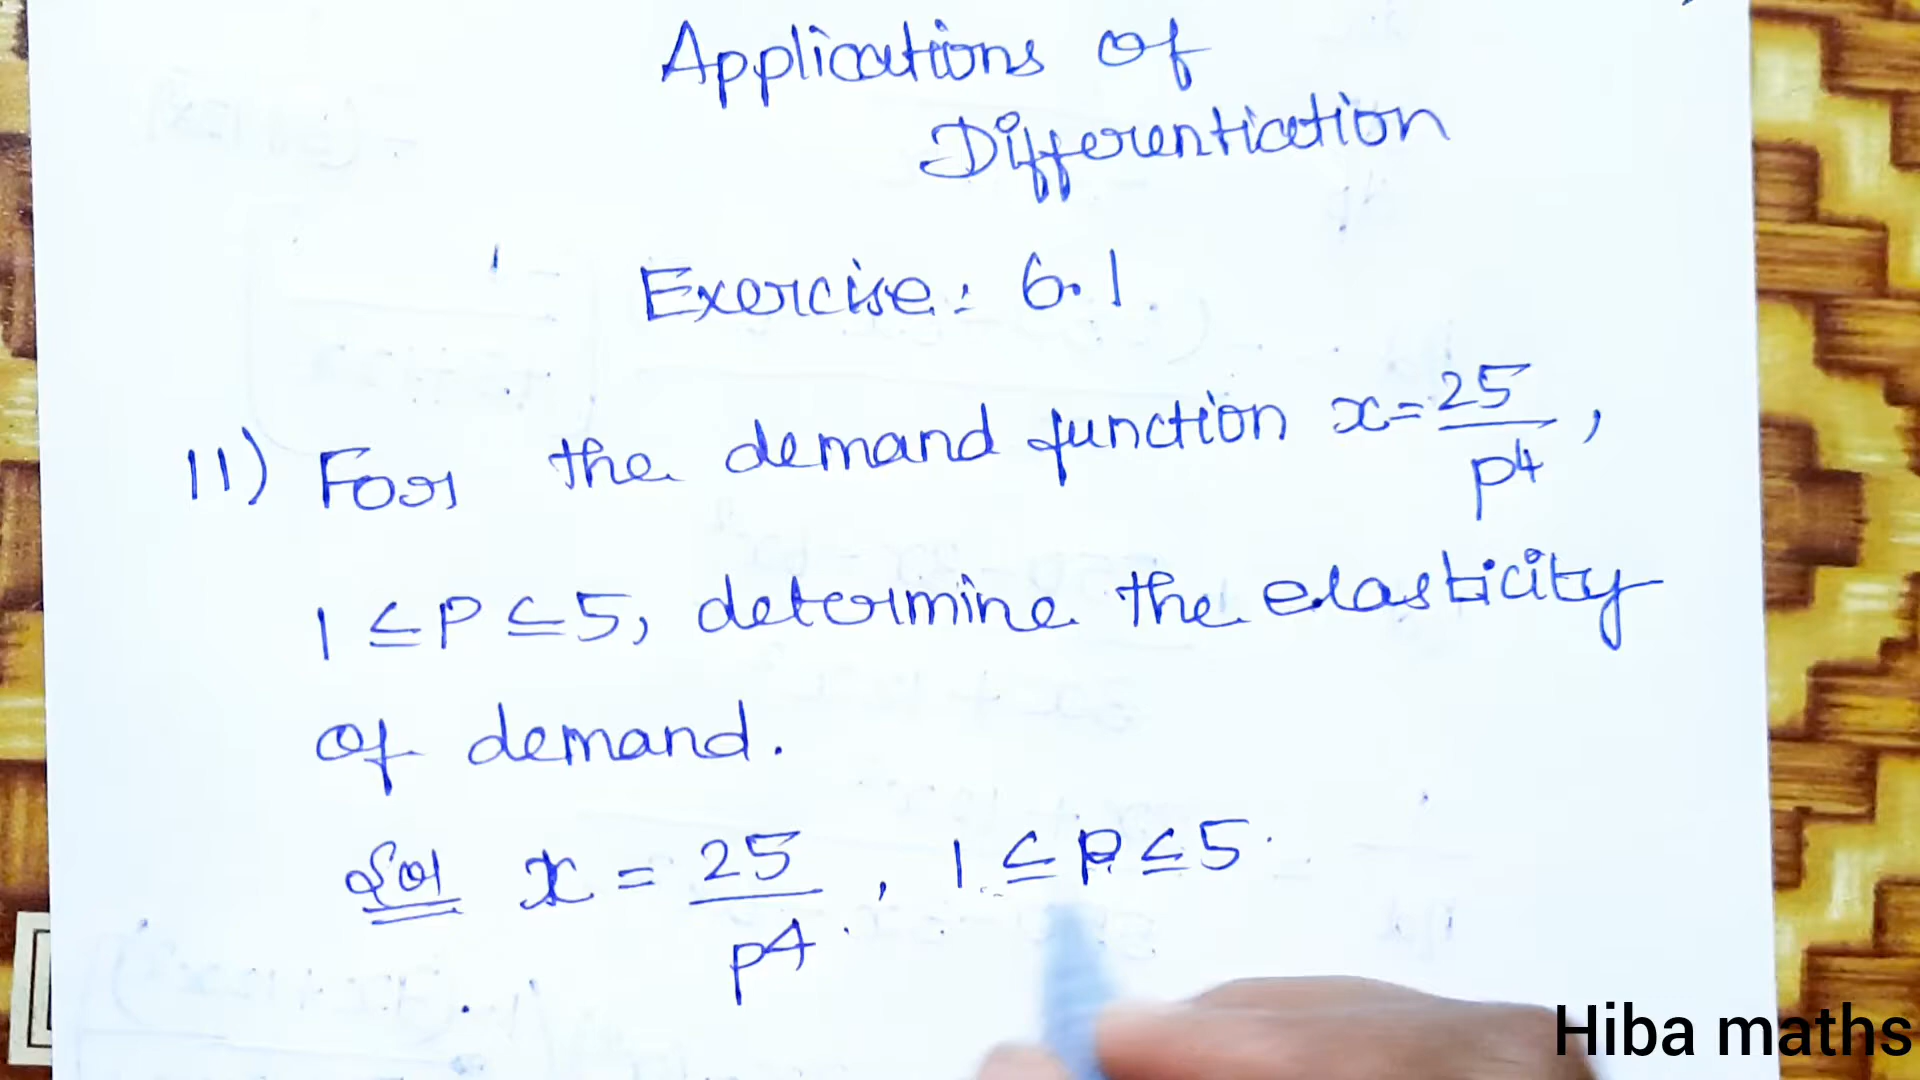 Applications of
Differentiation
Exercise: 6.1.
11) For the demand function x = 25/p⁴,
1 ≤ P ≤ 5, determine the elasticity
of demand.
Sol x = 25/p⁴, 1 ≤ P ≤ 5.
Hiba maths